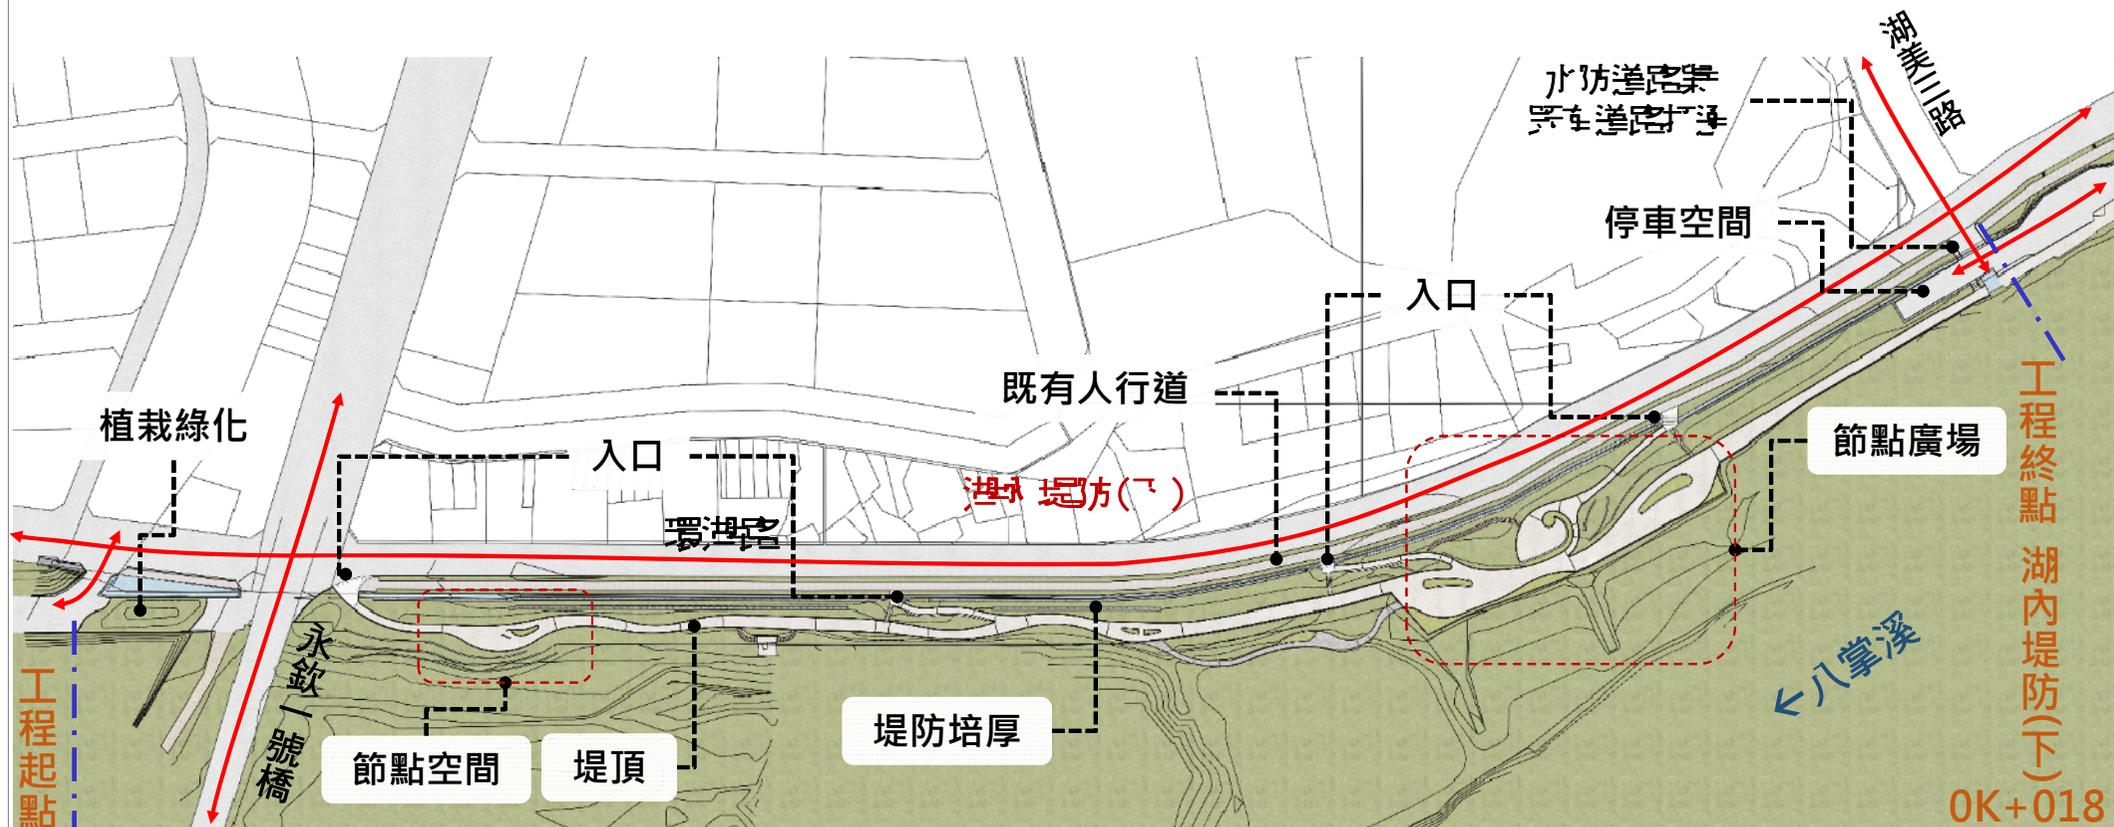 湖美三路
停車空間
入口
既有人行道
植栽綠化
入口
節點廣場
環湖路
工程終點 湖內堤防(下)
0K+018
八掌溪
永欽一號橋
堤防培厚
節點空間
堤頂
工程起點